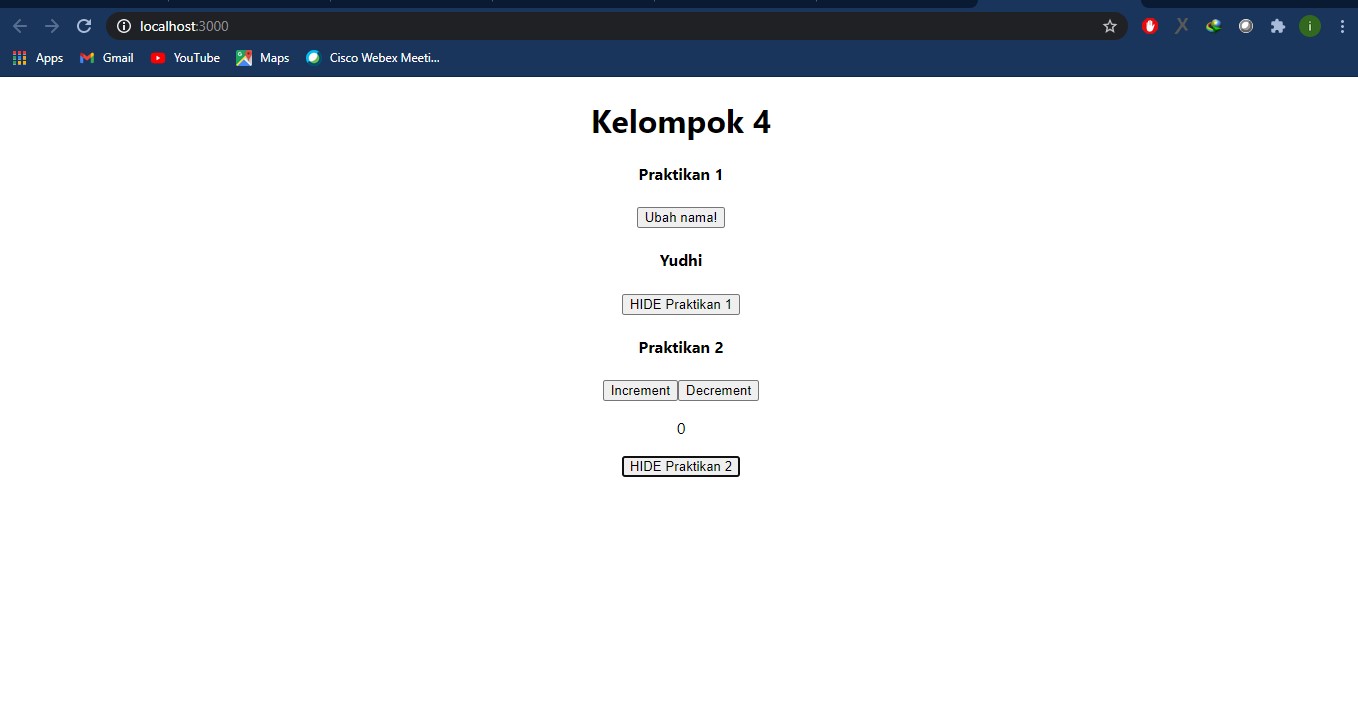 localhost:3000
i
Apps Gmail YouTube Maps Cisco Webex Meeti...
Kelompok 4
Praktikan 1
Ubah nama!
Yudhi
HIDE Praktikan 1
Praktikan 2
Increment Decrement
0
HIDE Praktikan 2